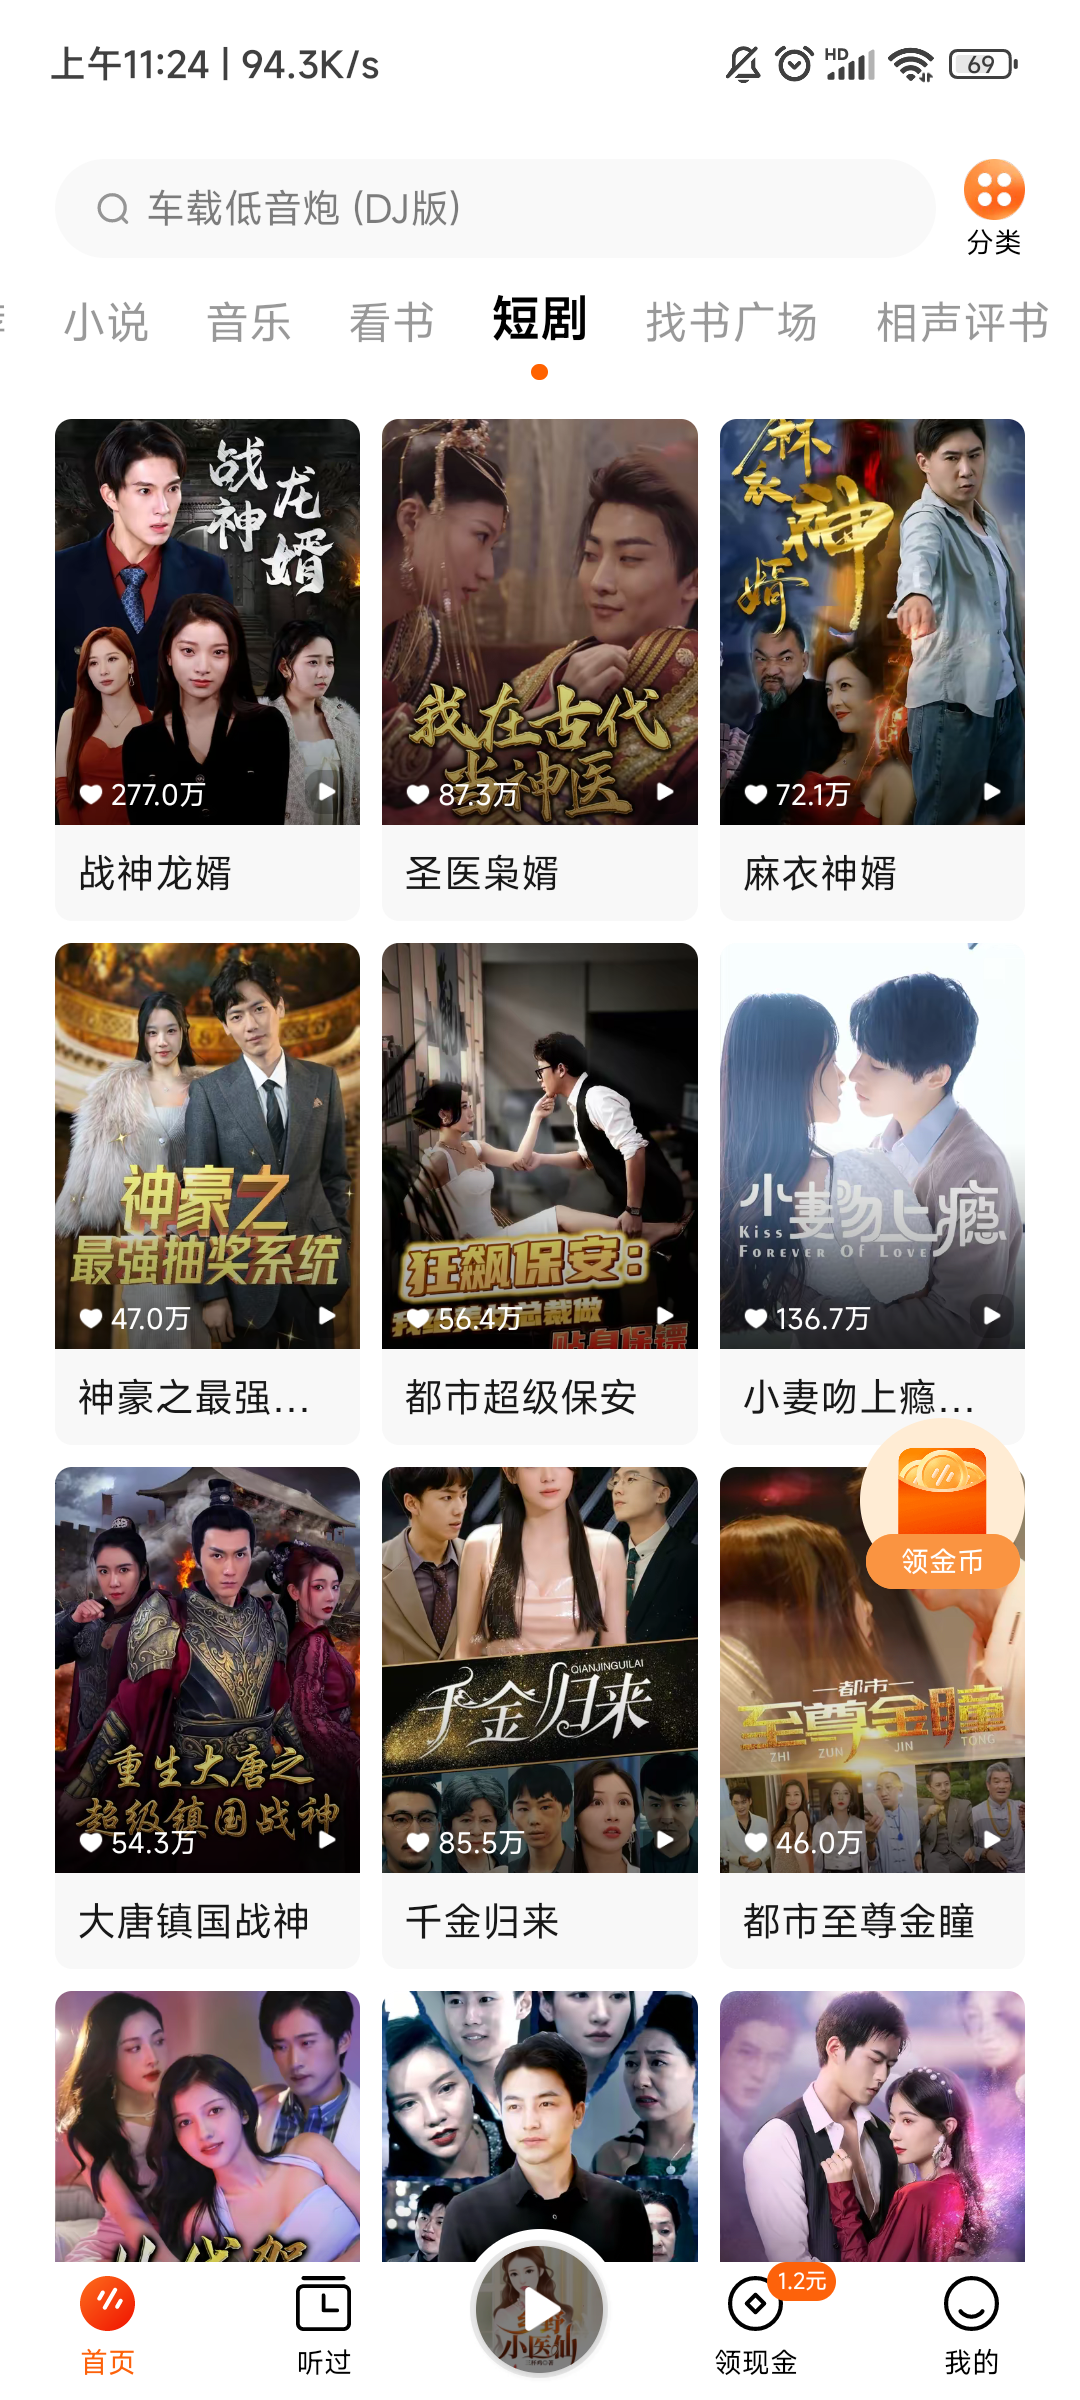 上午11:24 | 94.3K/s
HD
69
车载低音炮 (DJ版)
分类
小说
音乐
看书
短剧
找书广场
相声评书
战神
龙婿
277.0万
战神龙婿
我在古代
当神医
87.3万
圣医枭婿
麻衣
神
婿
72.1万
麻衣神婿
神豪之
最强抽奖系统
47.0万
神豪之最强...
狂飙保安：
总裁做
贴身保镖
56.4万
都市超级保安
小妻吻上瘾
Kiss
FOREVER OF LOVE
136.7万
小妻吻上瘾...
领金币
重生大唐之
超级镇国战神
54.3万
大唐镇国战神
QIANJINGUILAI
千金归来
85.5万
千金归来
都市
至尊金瞳
ZHI ZUN JIN TONG
46.0万
都市至尊金瞳
小医仙
1.2元
首页
听过
领现金
我的